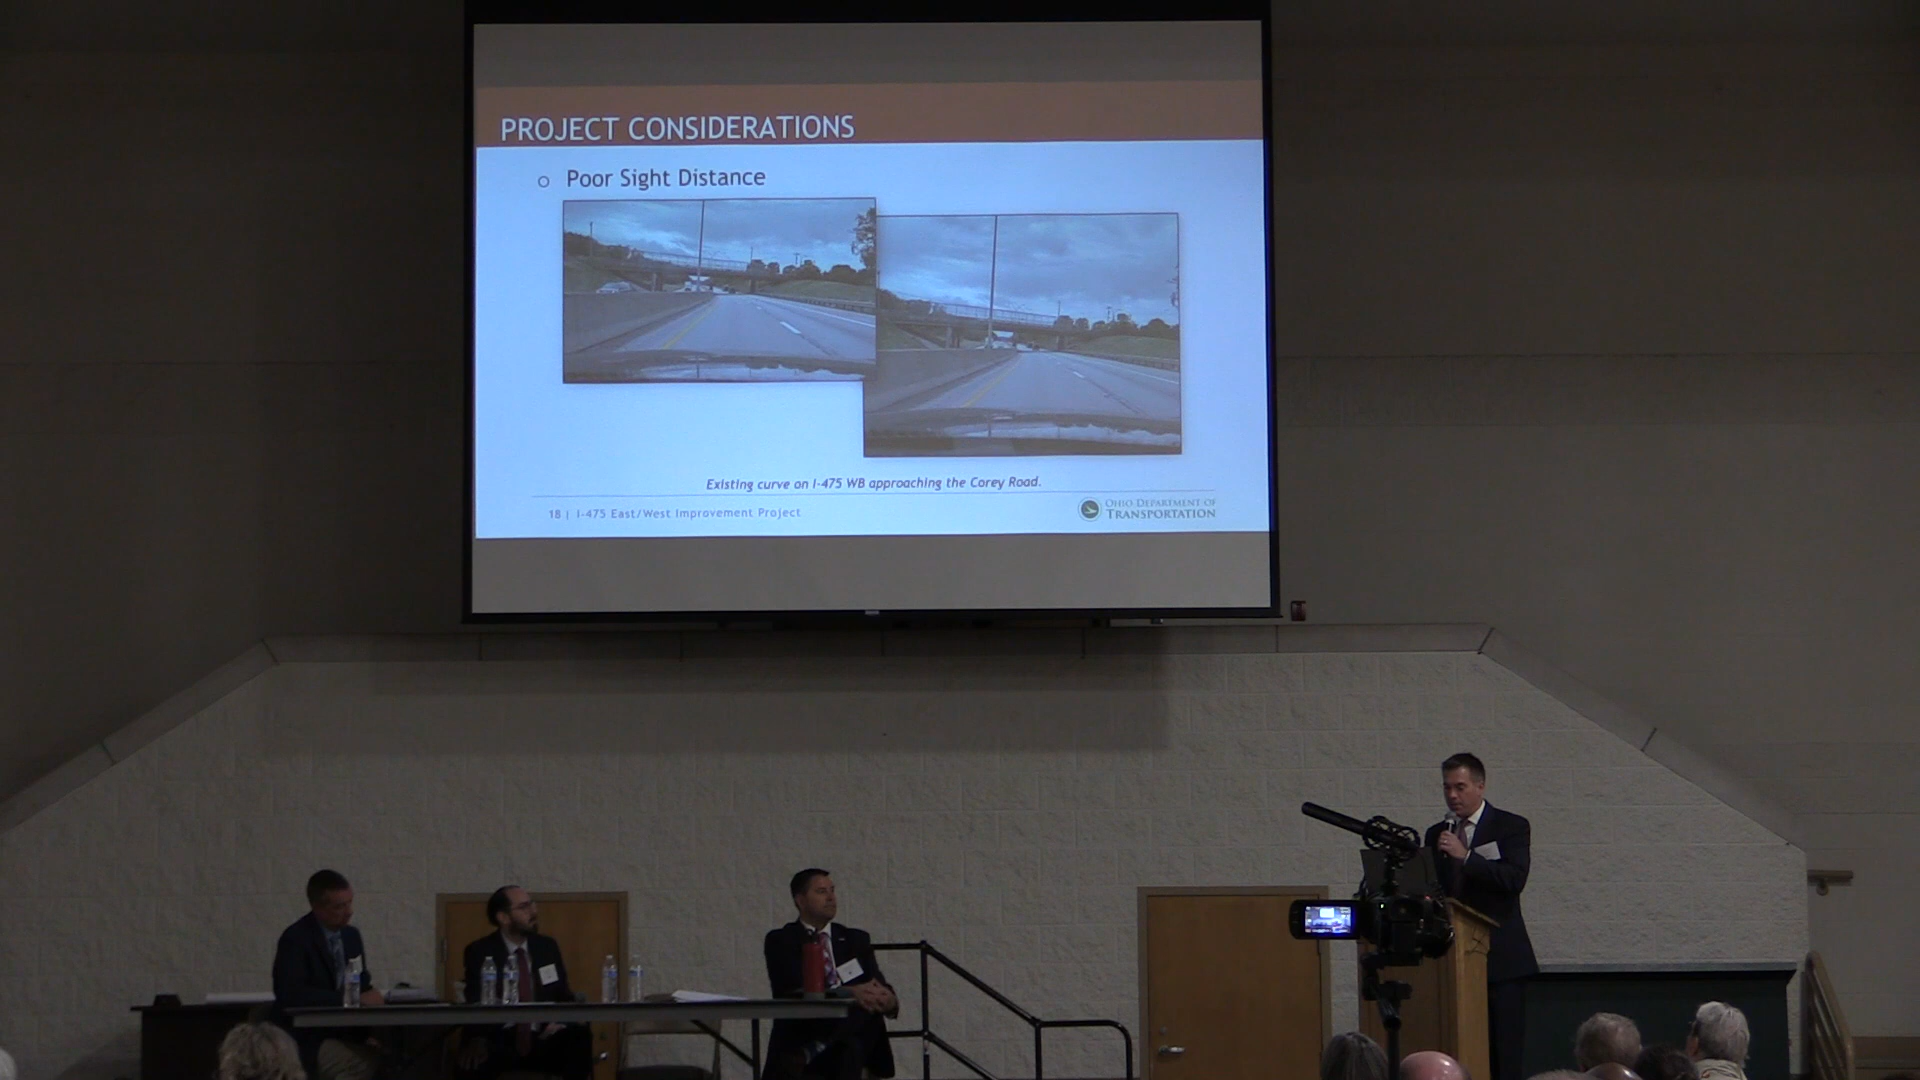 PROJECT CONSIDERATIONS
o Poor Sight Distance
Existing curve on I-475 WB approaching the Corey Road.
18 | I-475 East/West Improvement Project
OHIO DEPARTMENT OF
TRANSPORTATION